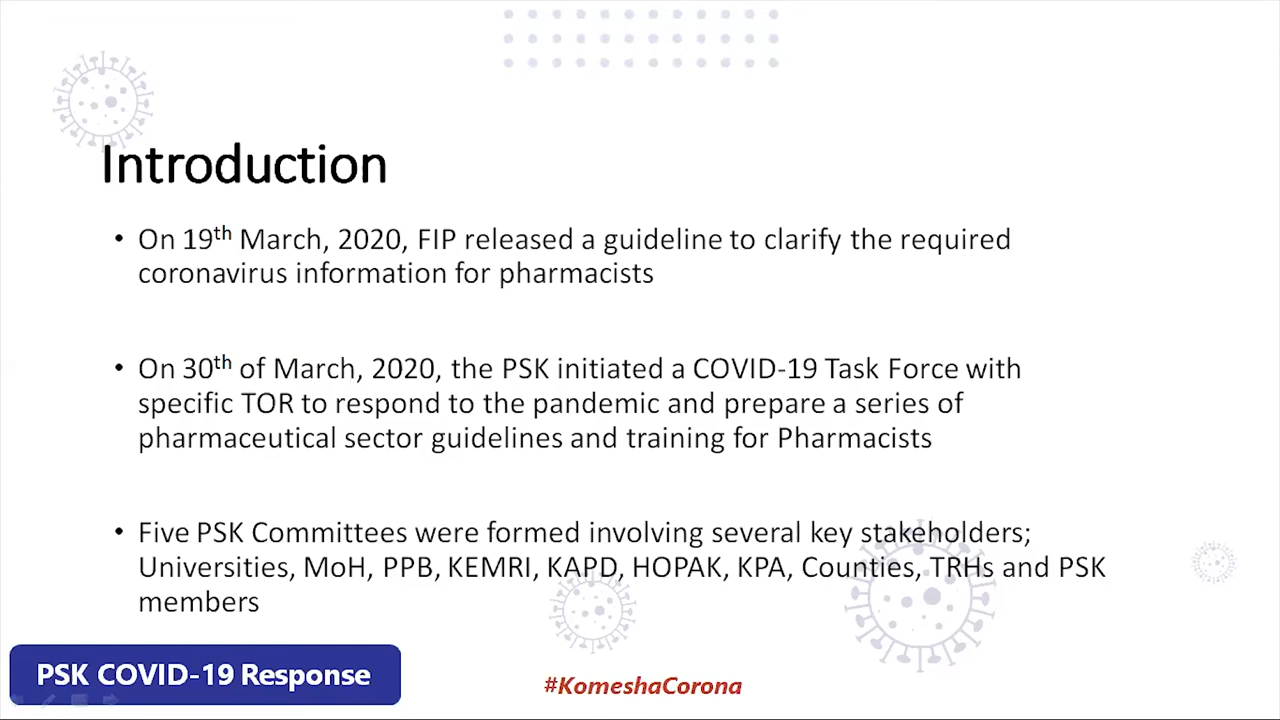 Introduction
• On 19th March, 2020, FIP released a guideline to clarify the required
coronavirus information for pharmacists
• On 30th of March, 2020, the PSK initiated a COVID-19 Task Force with
specific TOR to respond to the pandemic and prepare a series of
pharmaceutical sector guidelines and training for Pharmacists
• Five PSK Committees were formed involving several key stakeholders;
Universities, MoH, PPB, KEMRI, KAPD, HOPAK, KPA, Counties, TRHs and PSK
members
PSK COVID-19 Response
#KomeshaCorona